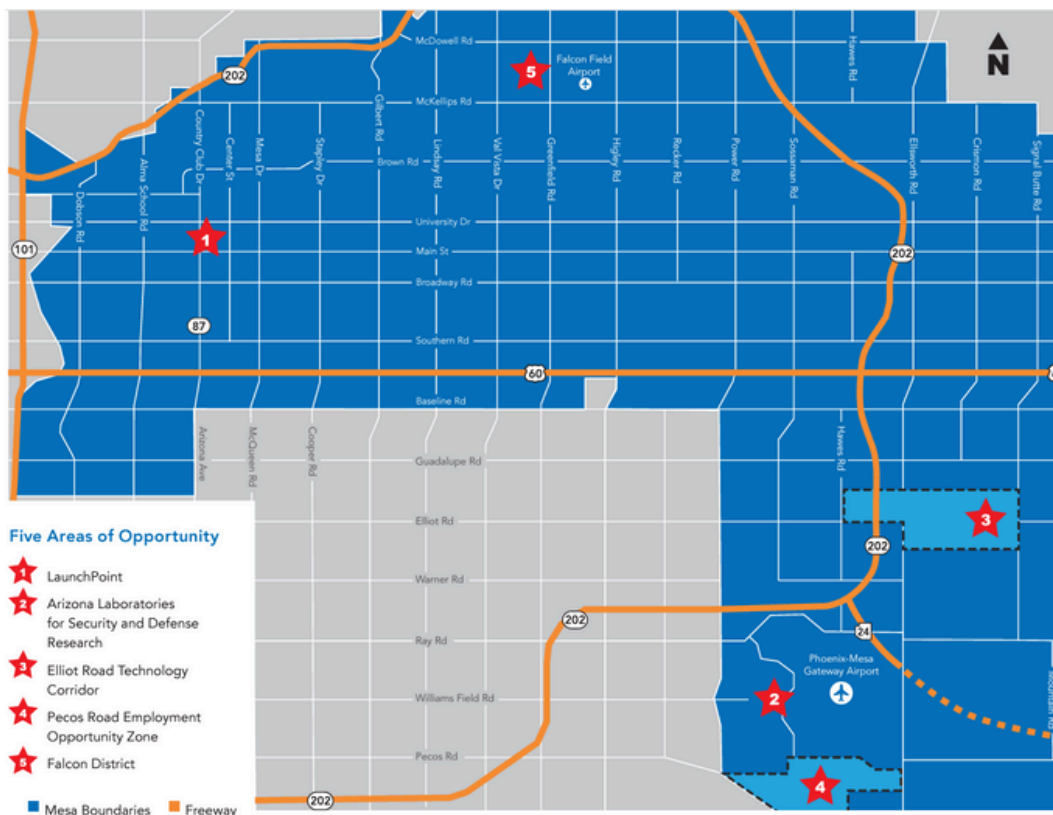 McDowell Rd
Hawes Rd
N
5
Falcon Field
Airport
202
McKellips Rd
Gilbert Rd
Country Club Dr
Center St
Mesa Dr
Stapley Dr
Brown Rd
Lindsay Rd
Val Vista Dr
Greenfield Rd
Higley Rd
Recker Rd
Power Rd
Sossaman Rd
Ellsworth Rd
Crismon Rd
Signal Butte Rd
Alma School Rd
Dobson Rd
University Dr
1
101
Main St
202
Broadway Rd
87
Southern Rd
60
Baseline Rd
Arizona Ave
McQueen Rd
Cooper Rd
Hawes Rd
Guadalupe Rd
Elliot Rd
3
202
Warner Rd
202
Ray Rd
24
Phoenix-Mesa
Gateway Airport
Williams Field Rd
2
Pecos Rd
4
202
Five Areas of Opportunity
1 LaunchPoint
2 Arizona Laboratories
for Security and Defense
Research
3 Elliot Road Technology
Corridor
4 Pecos Road Employment
Opportunity Zone
5 Falcon District
Mesa Boundaries
Freeway